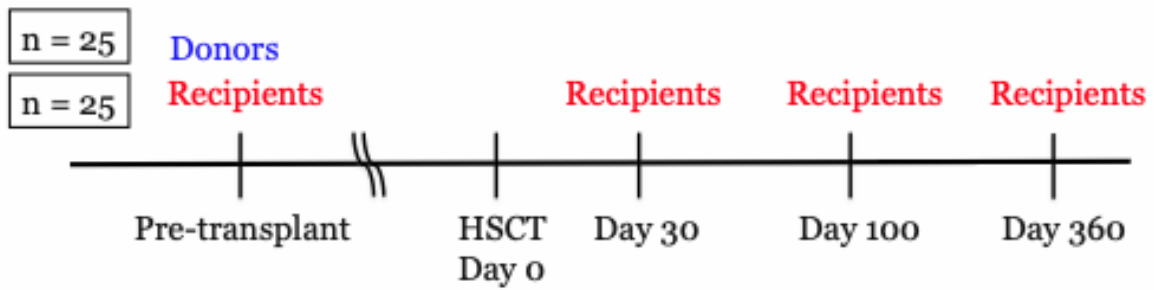 n = 25
Donors
n = 25
Recipients
Recipients
Recipients
Recipients
Pre-transplant
HSCT
Day 0
Day 30
Day 100
Day 360